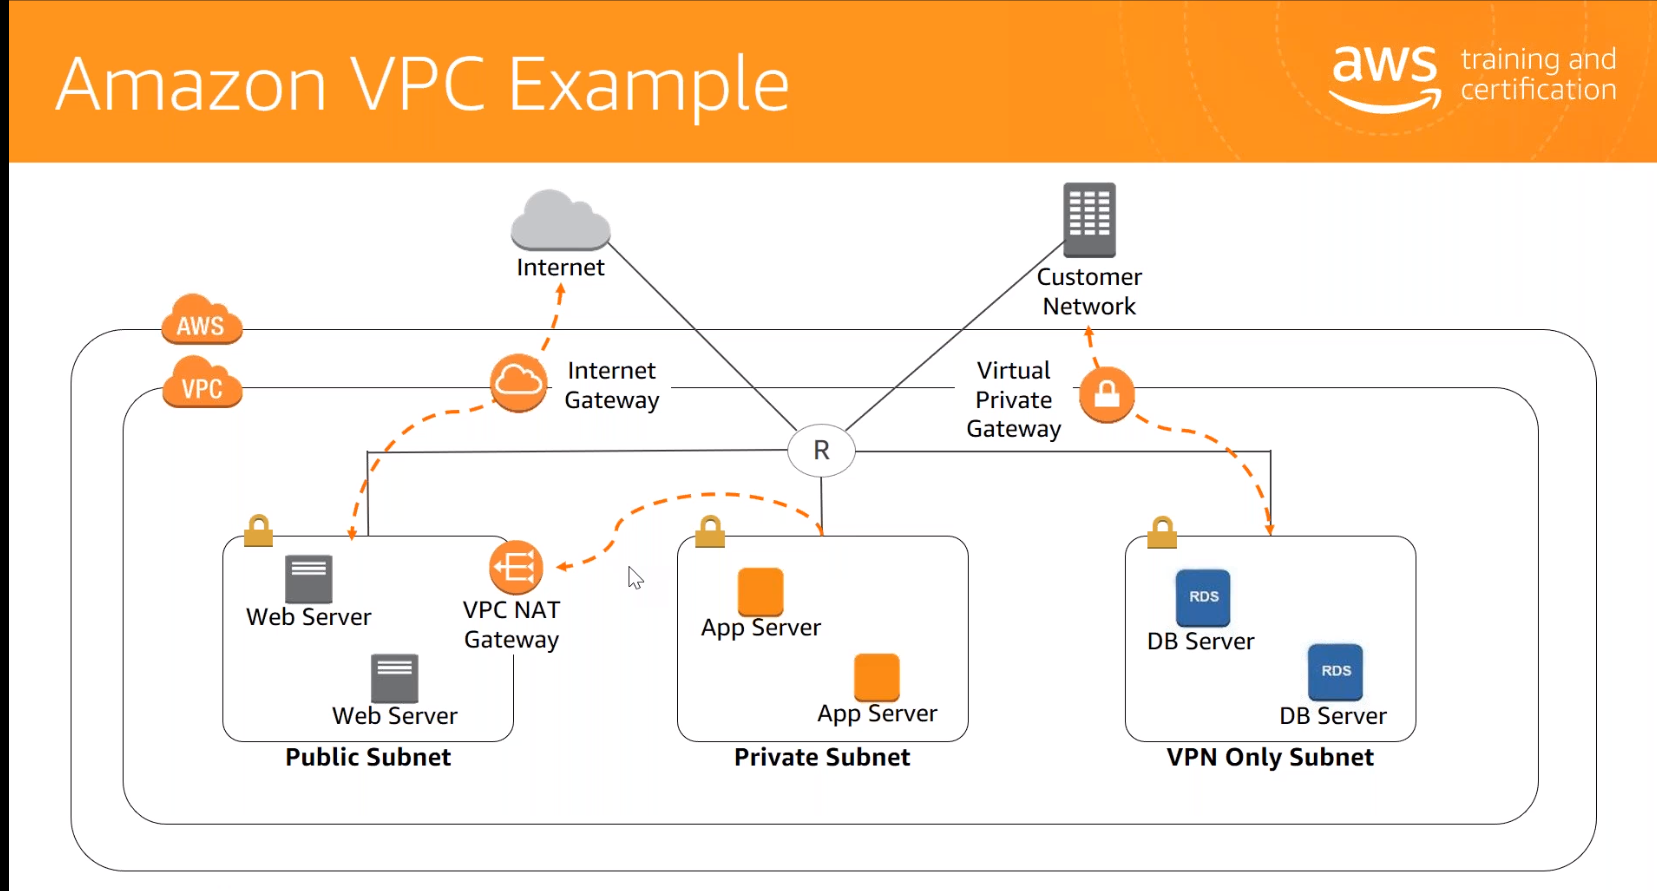 Amazon VPC Example
aws
training and
certification
Internet
Customer
Network
AWS
VPC
Internet
Gateway
Virtual
Private
Gateway
R
Web Server
VPC NAT
Gateway
Web Server
Public Subnet
App Server
App Server
Private Subnet
RDS
DB Server
RDS
DB Server
VPN Only Subnet